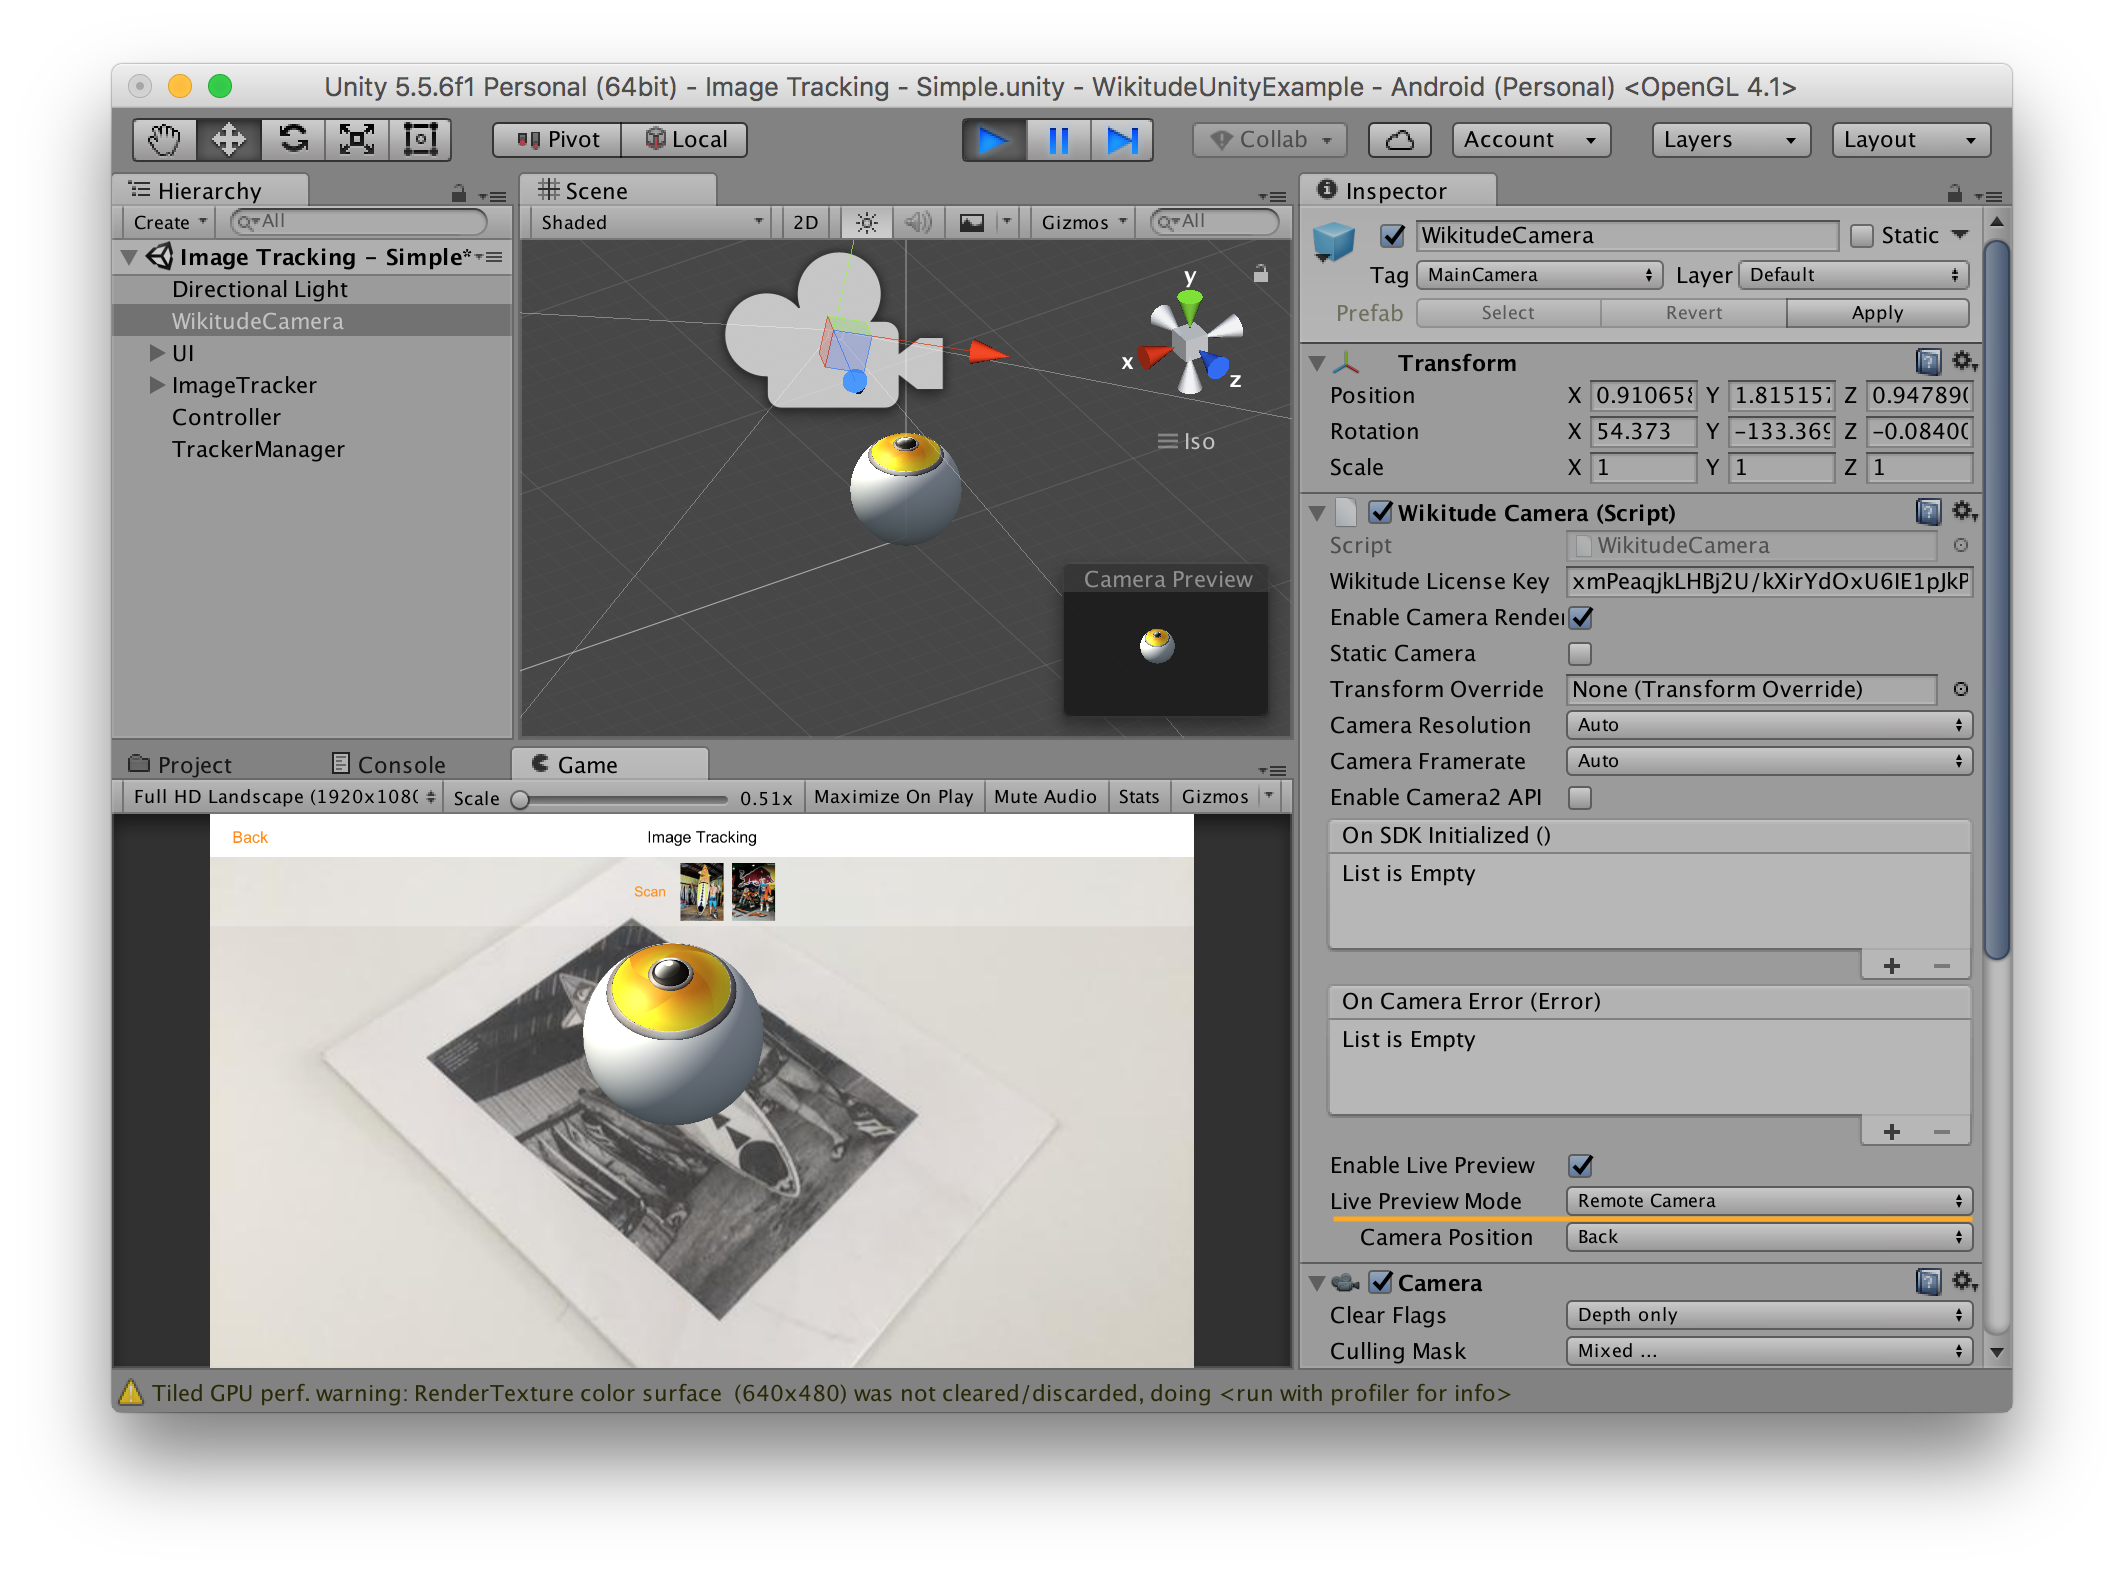 Unity 5.5.6f1 Personal (64bit) - Image Tracking - Simple.unity - WikitudeUnityExample - Android (Personal) <OpenGL 4.1>
Pivot Local Collab Account Layers Layout
Hierarchy
Create All
Image Tracking - Simple*
Directional Light
WikitudeCamera
UI
ImageTracker
Controller
TrackerManager
Scene
Shaded 2D Gizmos All
y
x
z
Iso
Camera Preview
Project Console Game
Full HD Landscape (1920x1080 Scale 0.51x Maximize On Play Mute Audio Stats Gizmos
Back Image Tracking
Scan
Inspector
WikitudeCamera Static
Tag MainCamera Layer Default
Prefab Select Revert Apply
Transform
Position X 0.910658 Y 1.815157 Z 0.947890
Rotation X 54.373 Y -133.369 Z -0.08400
Scale X 1 Y 1 Z 1
Wikitude Camera (Script)
Script WikitudeCamera
Wikitude License Key xmPeaqjkLHBj2U/kXirYdOxU6IE1pJkP
Enable Camera Render
Static Camera
Transform Override None (Transform Override)
Camera Resolution Auto
Camera Framerate Auto
Enable Camera2 API
On SDK Initialized ()
List is Empty
+ −
On Camera Error (Error)
List is Empty
+ −
Enable Live Preview
Live Preview Mode Remote Camera
Camera Position Back
Camera
Clear Flags Depth only
Culling Mask Mixed ...
Tiled GPU perf. warning: RenderTexture color surface (640x480) was not cleared/discarded, doing <run with profiler for info>